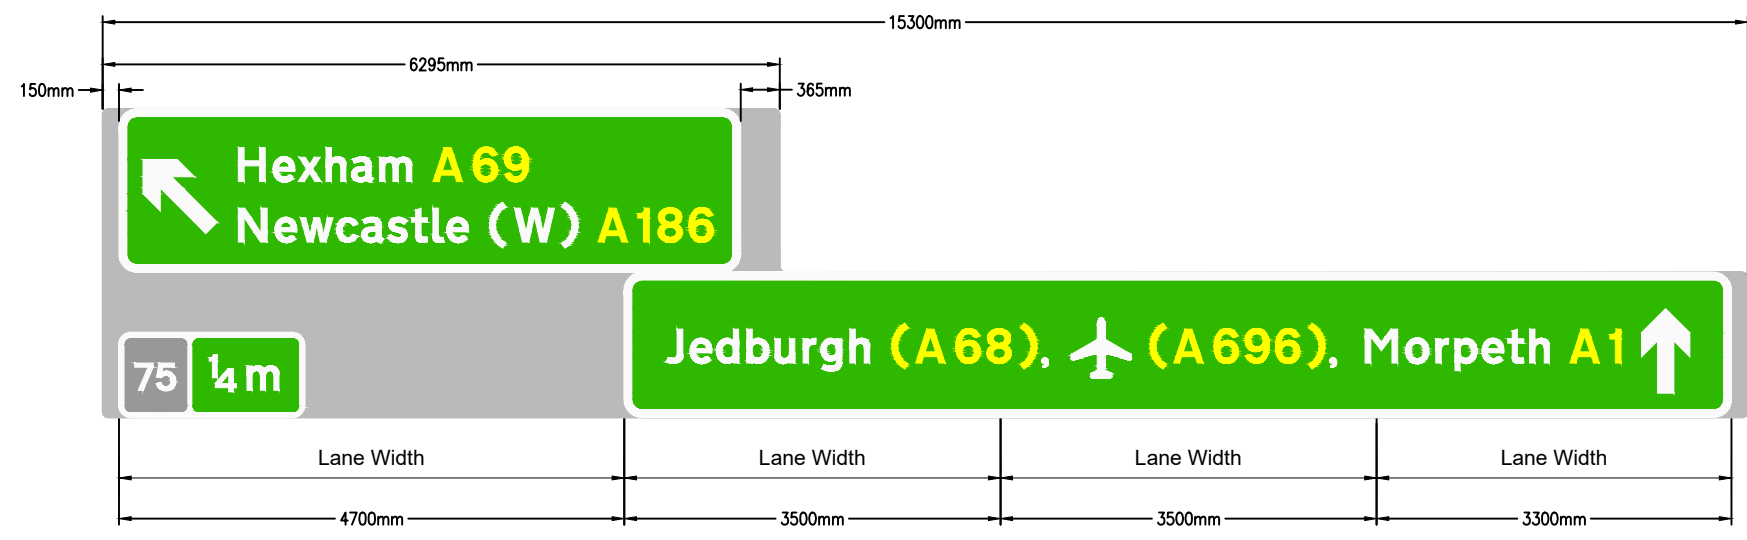 15300mm
6295mm
150mm
365mm
Hexham A69
Newcastle (W) A186
Jedburgh (A68), (A696), Morpeth A1
75 ¼m
Lane Width Lane Width Lane Width Lane Width
4700mm 3500mm 3500mm 3300mm